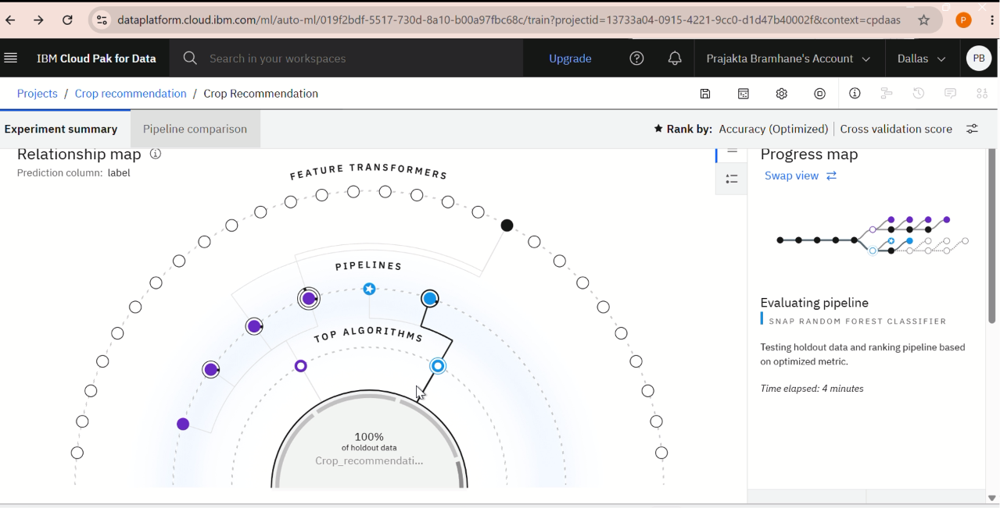 dataplatform.cloud.ibm.com/ml/auto-ml/019f2bdf-5517-730d-8a10-b00a97fbc68c/train?projectid=13733a04-0915-4221-9cc0-d1d47b40002f&context=cpdaas
P
IBM Cloud Pak for Data
Search in your workspaces
Upgrade
Prajakta Bramhane's Account
Dallas
PB
Projects / Crop recommendation / Crop Recommendation
Experiment summary
Pipeline comparison
Rank by: Accuracy (Optimized) | Cross validation score
Relationship map
Prediction column: label
FEATURE TRANSFORMERS
PIPELINES
TOP ALGORITHMS
100%
of holdout data
Crop_recommendati...
Progress map
Swap view
Evaluating pipeline
SNAP RANDOM FOREST CLASSIFIER
Testing holdout data and ranking pipeline based
on optimized metric.
Time elapsed: 4 minutes